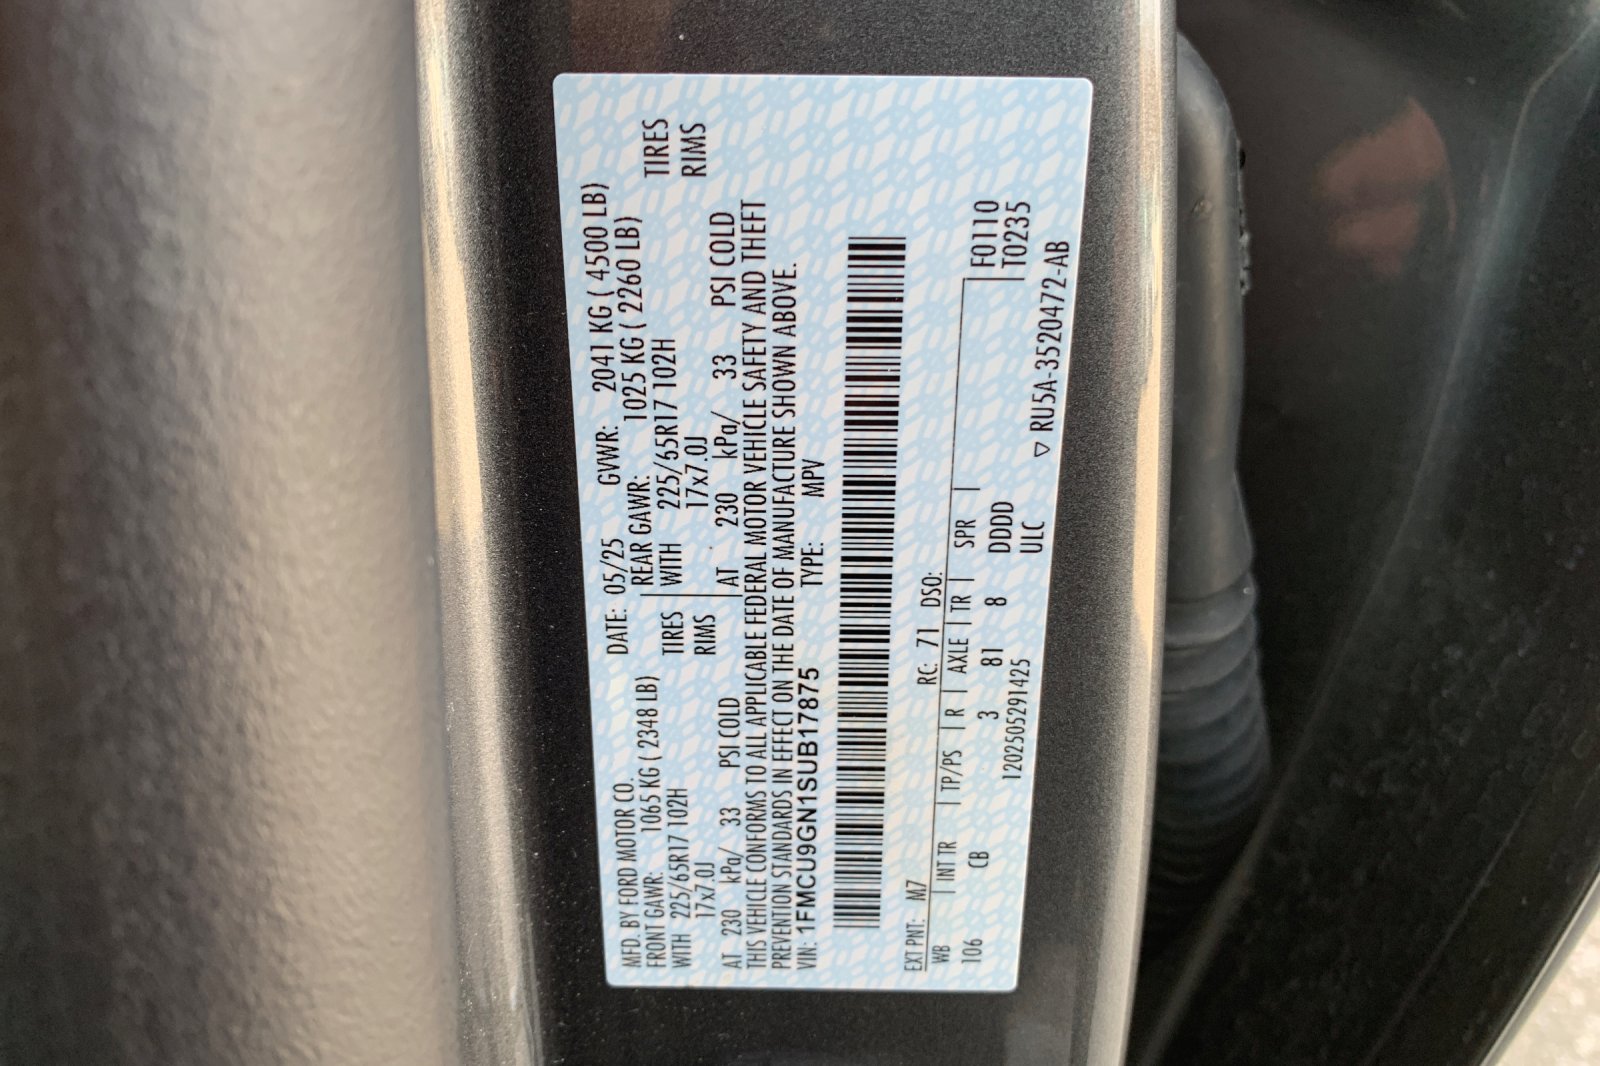 MFD. BY FORD MOTOR CO. DATE: 05/25 GVWR: 2041 KG ( 4500 LB)
FRONT GAWR: 1065 KG ( 2348 LB) REAR GAWR: 1025 KG ( 2260 LB)
WITH 225/65R17 102H TIRES WITH 225/65R17 102H TIRES
17x7.0J RIMS 17x7.0J RIMS
AT 230 kPa/ 33 PSI COLD AT 230 kPa/ 33 PSI COLD
THIS VEHICLE CONFORMS TO ALL APPLICABLE FEDERAL MOTOR VEHICLE SAFETY AND THEFT
PREVENTION STANDARDS IN EFFECT ON THE DATE OF MANUFACTURE SHOWN ABOVE.
VIN: 1FMCU9GN1SUB17875 TYPE: MPV
EXT PNT: M7 RC: 71 DSO:
WB | INT TR | TP/PS | R | AXLE | TR | SPR | F0110
106 CB 3 81 8 DDDD T0235
1202505291425 ULC ▽ RU5A-3520472-AB